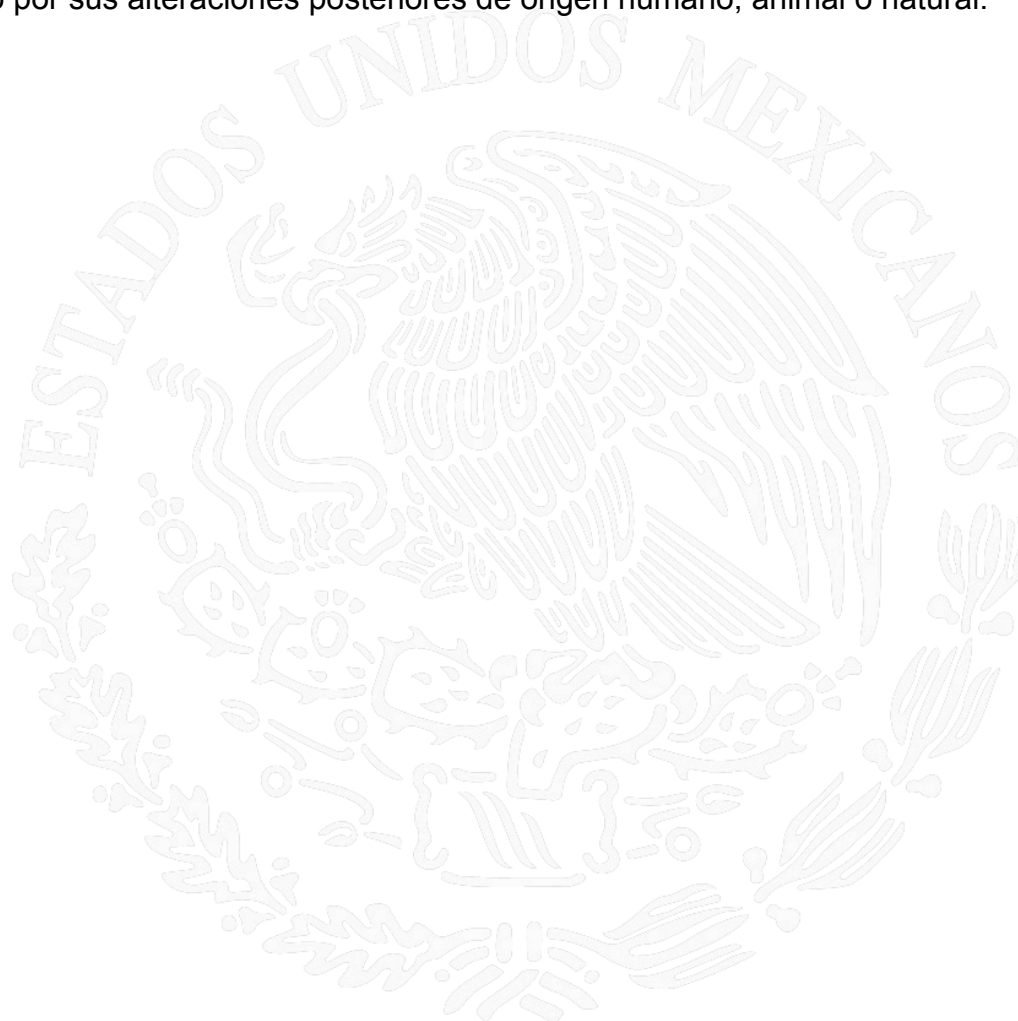 por sus alteraciones posteriores de origen humano, animal o natural.
ESTADOS UNIDOS MEXICANOS